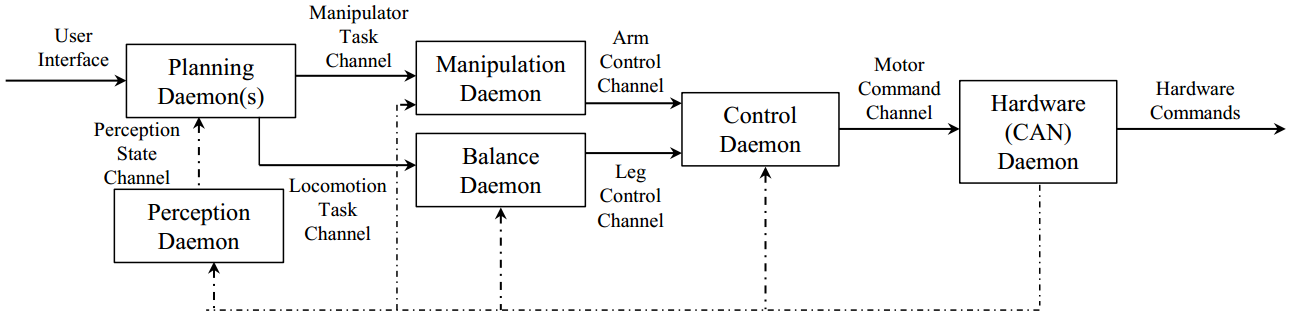 User
Interface
Planning
Daemon(s)
Manipulator
Task
Channel
Manipulation
Daemon
Arm
Control
Channel
Control
Daemon
Motor
Command
Channel
Hardware
(CAN)
Daemon
Hardware
Commands
Perception
State
Channel
Locomotion
Task
Channel
Balance
Daemon
Leg
Control
Channel
Perception
Daemon